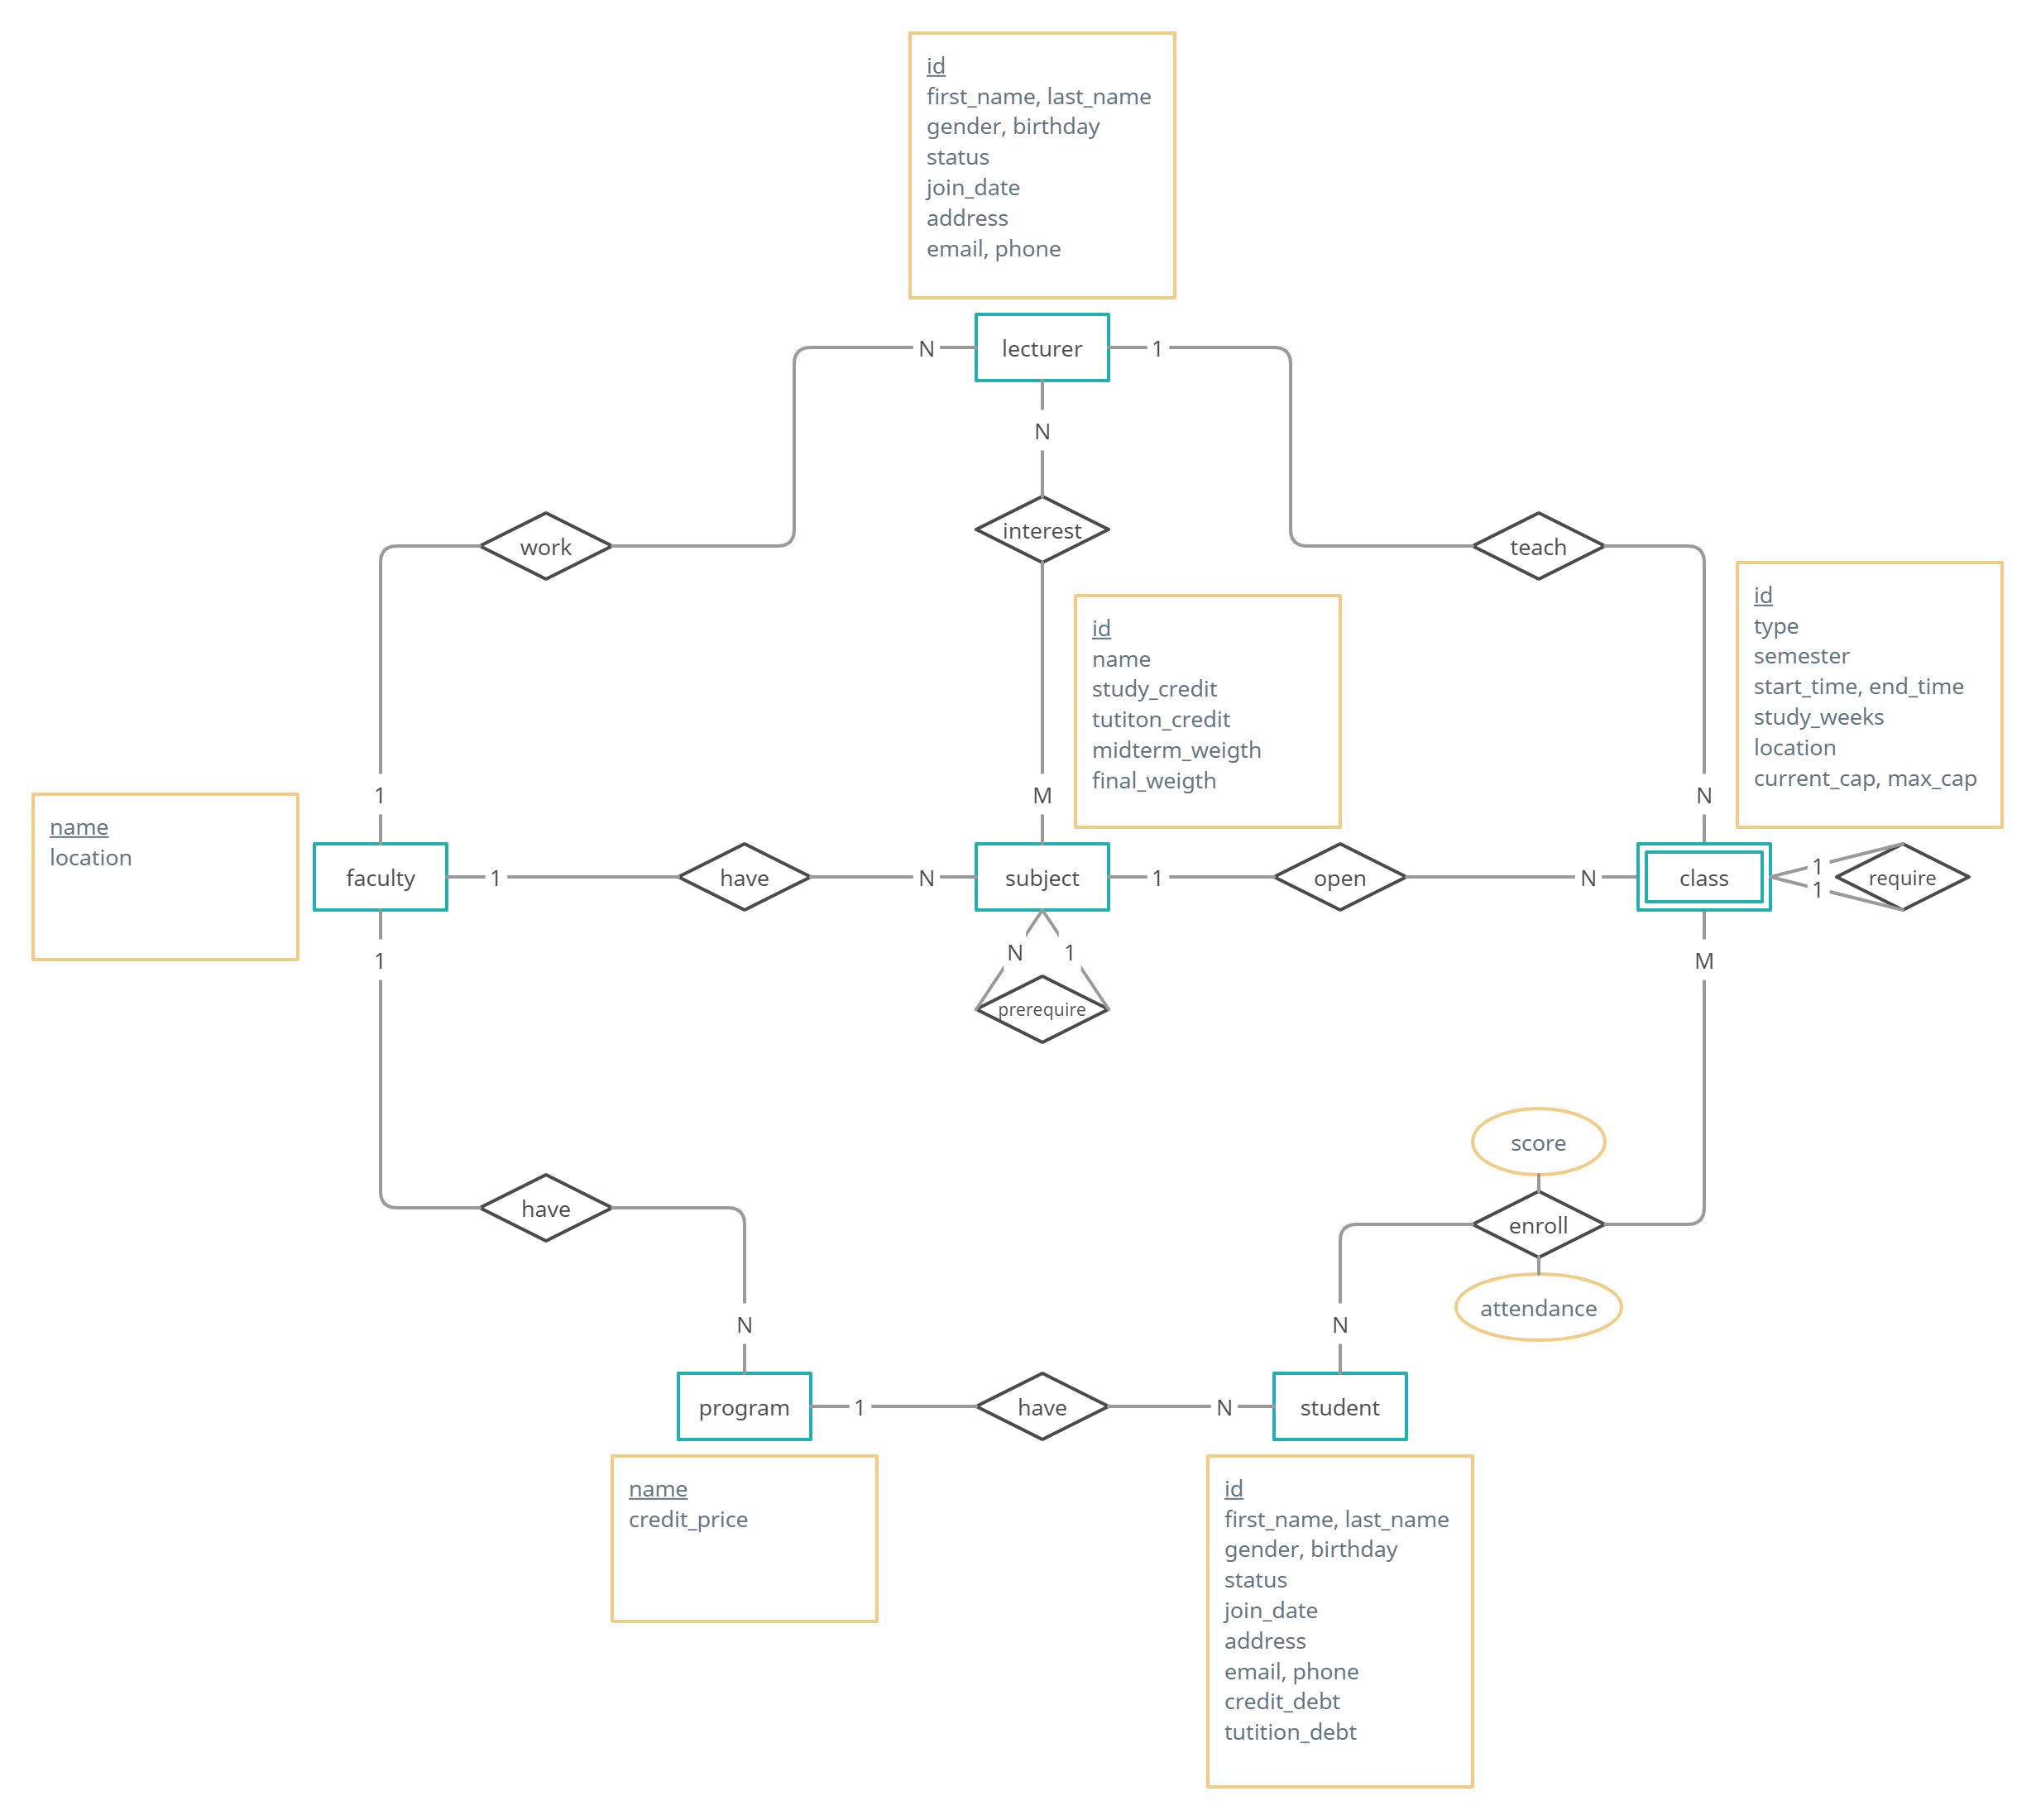 id
first_name, last_name
gender, birthday
status
join_date
address
email, phone
N
lecturer
1
N
work
interest
teach
id
type
semester
start_time, end_time
study_weeks
location
current_cap, max_cap
id
name
study_credit
tutiton_credit
midterm_weigth
final_weigth
1
M
N
name
location
faculty
1
have
N
subject
1
open
N
class
1
1
require
1
N
1
prerequire
M
score
have
enroll
attendance
N
N
program
1
have
N
student
name
credit_price
id
first_name, last_name
gender, birthday
status
join_date
address
email, phone
credit_debt
tutition_debt